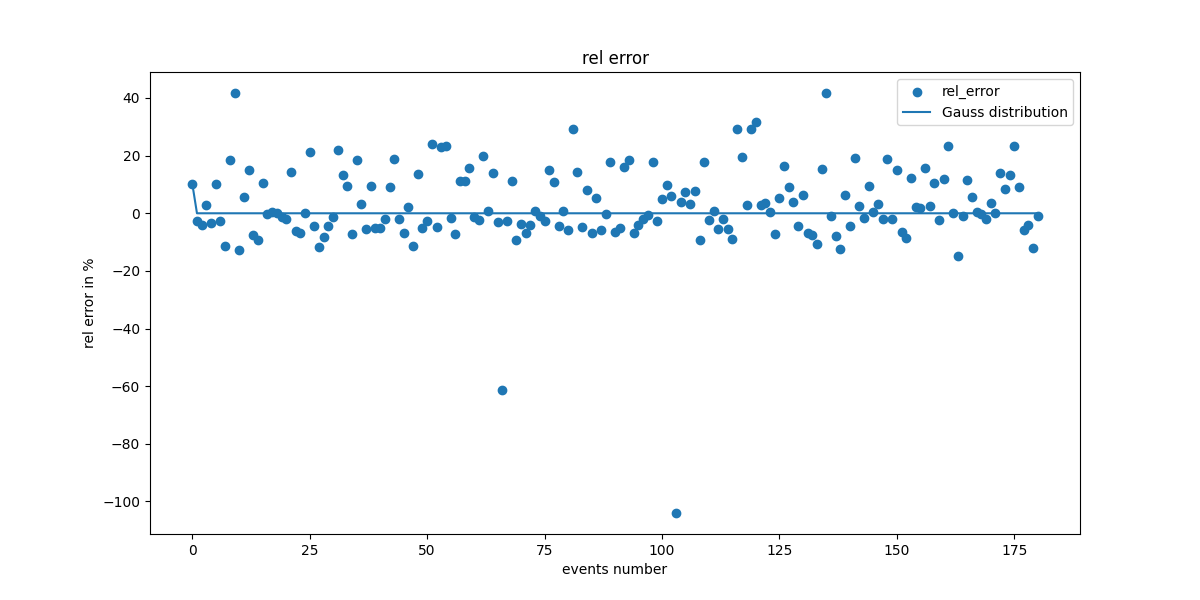 rel error
rel_error
Gauss distribution
rel error in %
40
20
0
−20
−40
−60
−80
−100
0 25 50 75 100 125 150 175
events number